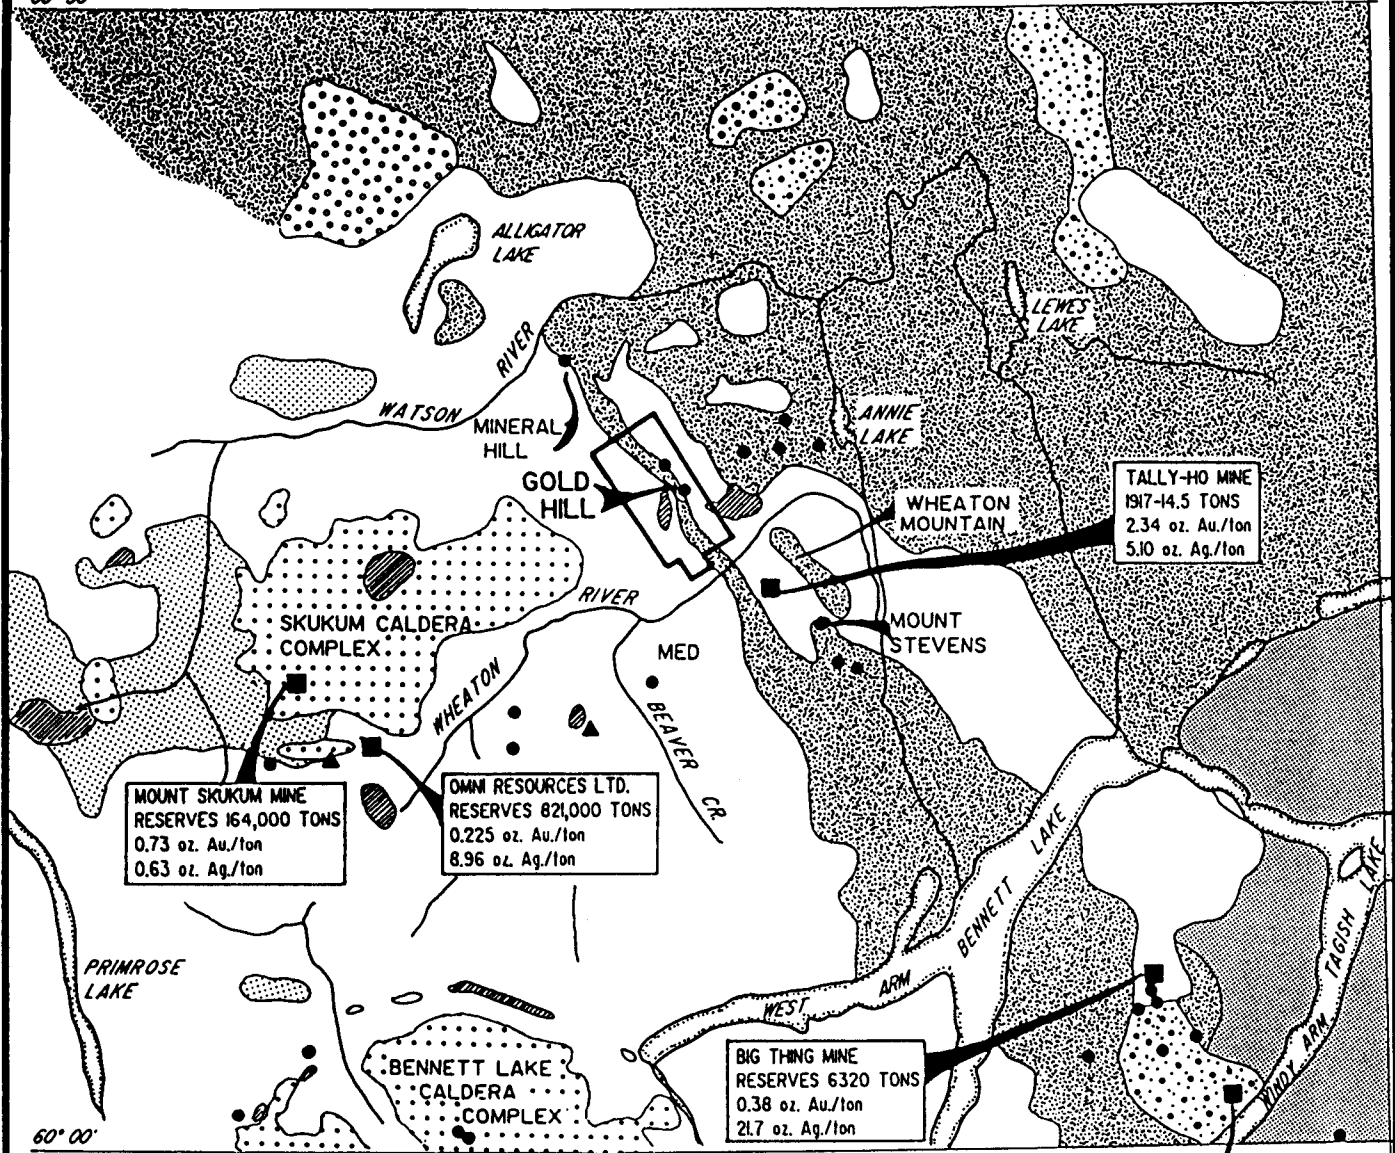 ALLIGATOR
LAKE
LEWES
LAKE
RIVER
WATSON
MINERAL
HILL
ANNIE
LAKE
GOLD
HILL
WHEATON
MOUNTAIN
TALLY-HO MINE
1917-14.5 TONS
2.34 oz. Au./ton
5.10 oz. Ag./ton
RIVER
SKUKUM CALDERA
COMPLEX
MOUNT
STEVENS
MED
WHEATON
BEAVER
CR.
MOUNT SKUKUM MINE
RESERVES 164,000 TONS
0.73 oz. Au./ton
0.63 oz. Ag./ton
OMNI RESOURCES LTD.
RESERVES 821,000 TONS
0.225 oz. Au./ton
8.96 oz. Ag./ton
BENNETT LAKE
TAGISH LAKE
PRIMROSE
LAKE
WEST ARM
WINDY ARM
BENNETT LAKE
CALDERA
COMPLEX
BIG THING MINE
RESERVES 6320 TONS
0.38 oz. Au./ton
21.7 oz. Ag./ton
60° 00'